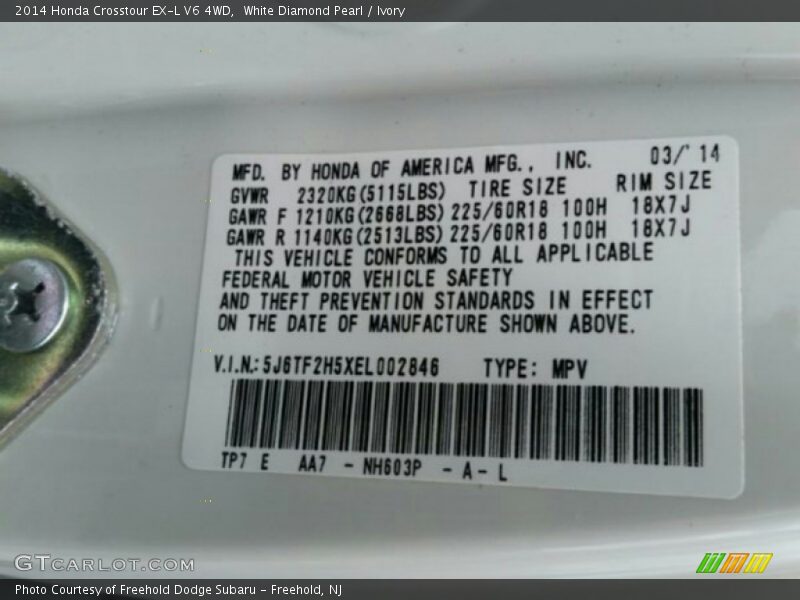 2014 Honda Crosstour EX-L V6 4WD,  White Diamond Pearl / Ivory
MFD. BY HONDA OF AMERICA MFG., INC. 03/'14
GVWR 2320KG(5115LBS) TIRE SIZE RIM SIZE
GAWR F 1210KG(2668LBS) 225/60R18 100H 18X7J
GAWR R 1140KG(2513LBS) 225/60R18 100H 18X7J
THIS VEHICLE CONFORMS TO ALL APPLICABLE
FEDERAL MOTOR VEHICLE SAFETY
AND THEFT PREVENTION STANDARDS IN EFFECT
ON THE DATE OF MANUFACTURE SHOWN ABOVE.
V.I.N.: 5J6TF2H5XEL002846 TYPE: MPV
TP7 E AA7 - NH603P - A - L
GTCARLOT.COM
Photo Courtesy of Freehold Dodge Subaru - Freehold, NJ